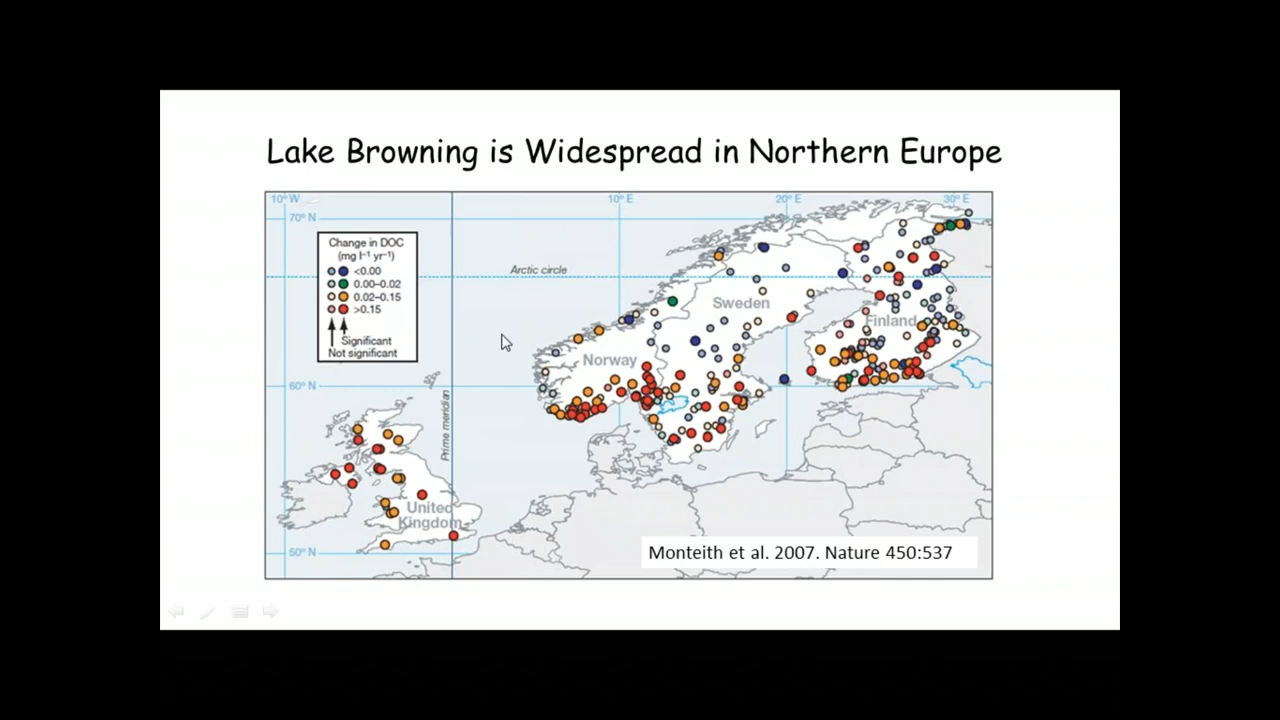 Lake Browning is Widespread in Northern Europe
10° W
10° E
20° E
30° E
70° N
Change in DOC
(mg l⁻¹ yr⁻¹)
<0.00
0.00–0.02
0.02–0.15
>0.15
Significant
Not significant
Arctic circle
Sweden
Finland
Norway
60° N
Prime meridian
United
Kingdom
50° N
Monteith et al. 2007. Nature 450:537